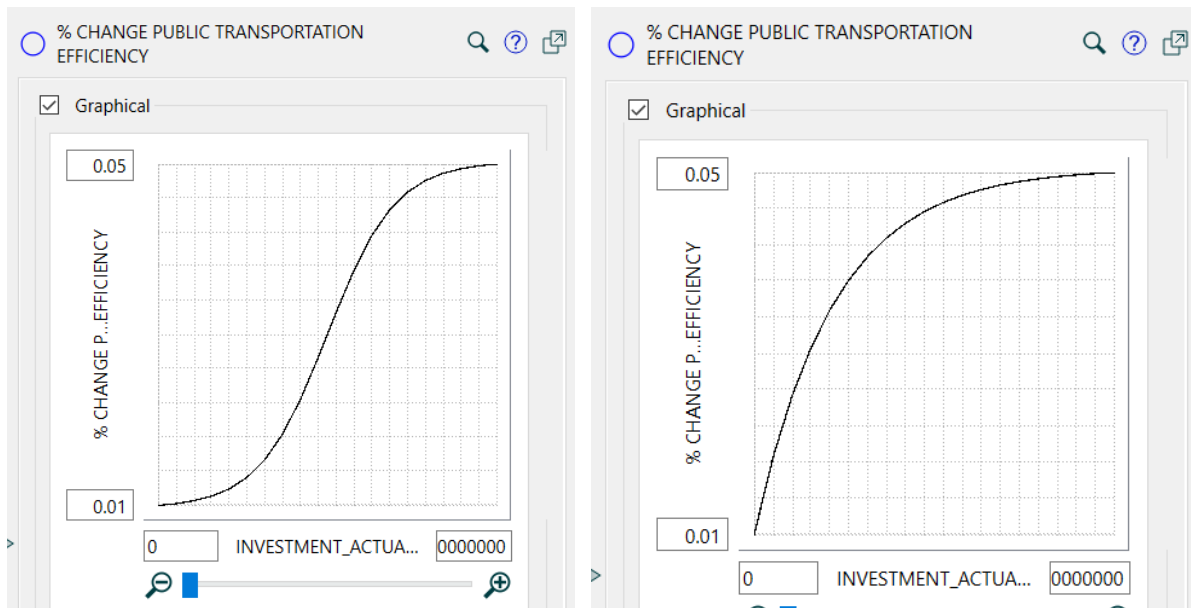 % CHANGE PUBLIC TRANSPORTATION
EFFICIENCY
Graphical
0.05
% CHANGE P...EFFICIENCY
0.01
0
INVESTMENT_ACTUA...
0000000
% CHANGE PUBLIC TRANSPORTATION
EFFICIENCY
Graphical
0.05
% CHANGE P...EFFICIENCY
0.01
0
INVESTMENT_ACTUA...
0000000